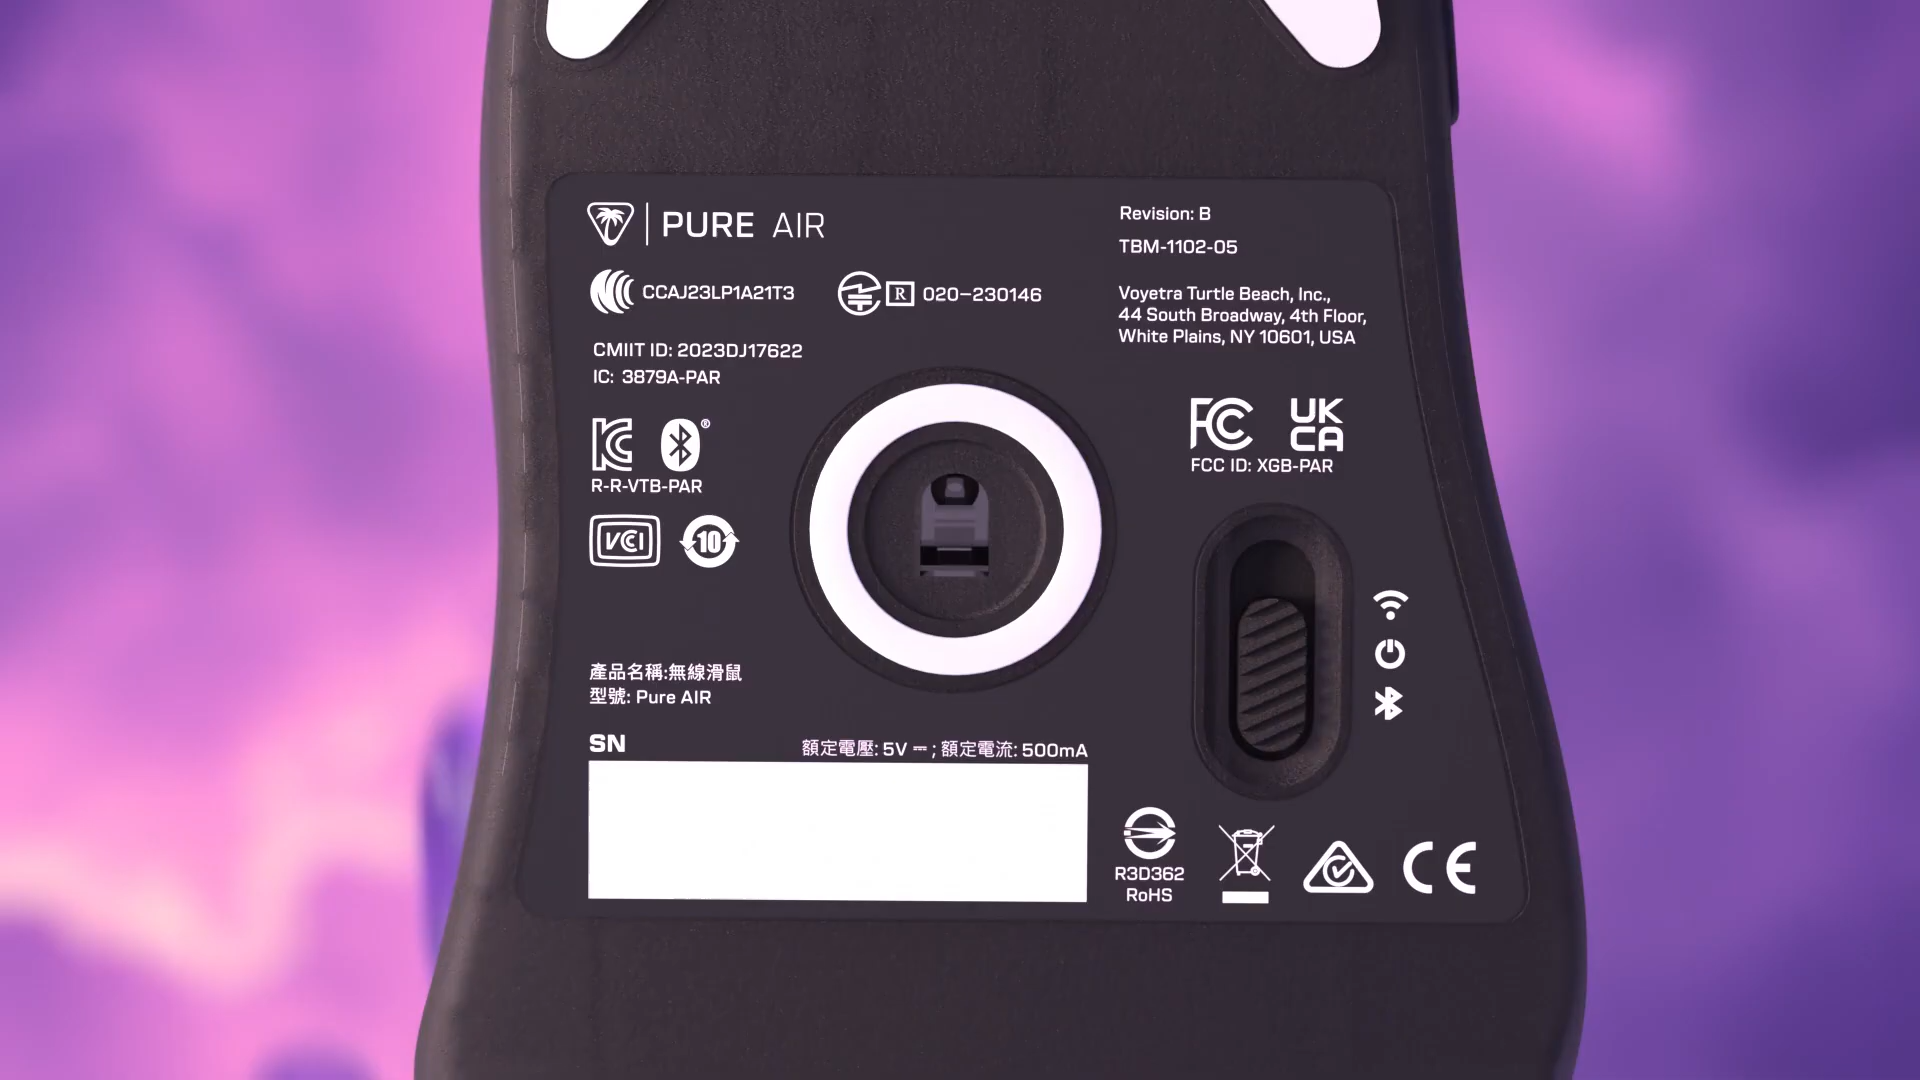 PURE AIR
CCAJ23LP1A21T3
R 020-230146
CMIIT ID: 2023DJ17622
IC: 3879A-PAR
R-R-VTB-PAR
VCCI
10
Revision: B
TBM-1102-05
Voyetra Turtle Beach, Inc.,
44 South Broadway, 4th Floor,
White Plains, NY 10601, USA
FC UK CA
FCC ID: XGB-PAR
產品名稱:無線滑鼠
型號: Pure AIR
SN
額定電壓: 5V ⎓ ; 額定電流: 500mA
R3D362
RoHS
CE